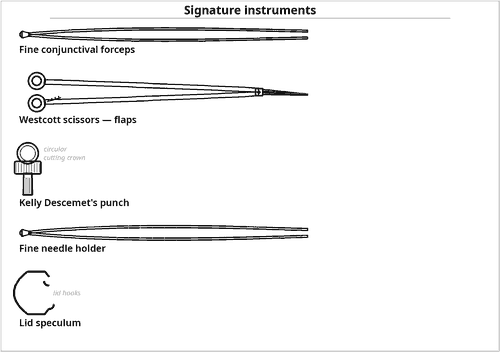 Signature instruments
Fine conjunctival forceps
Westcott scissors — flaps
circular
cutting crown
Kelly Descemet's punch
Fine needle holder
lid hooks
Lid speculum